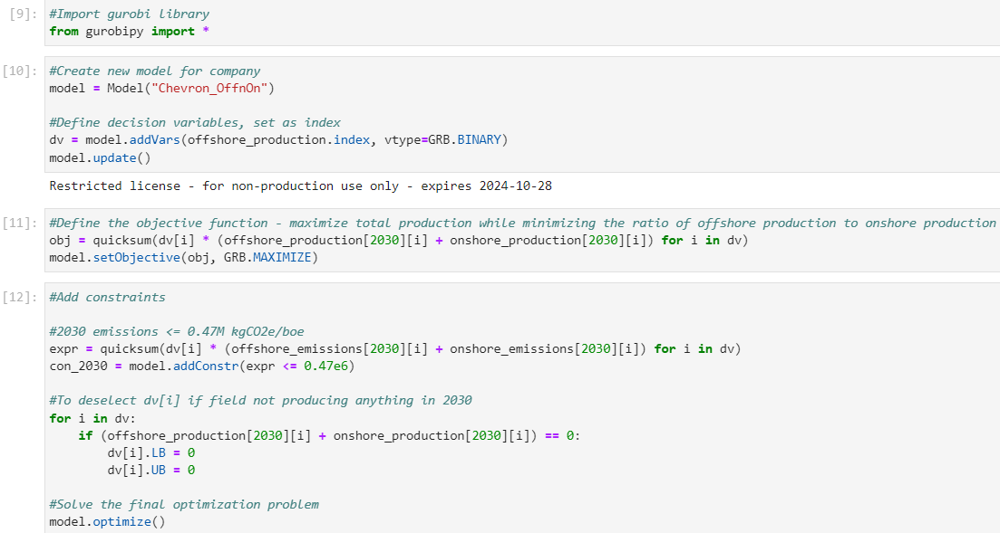 [9]: #Import gurobi library
from gurobipy import *
[10]: #Create new model for company
model = Model("Chevron_OffnOn")
#Define decision variables, set as index
dv = model.addVars(offshore_production.index, vtype=GRB.BINARY)
model.update()
Restricted license - for non-production use only - expires 2024-10-28
[11]: #Define the objective function - maximize total production while minimizing the ratio of offshore production to onshore production
obj = quicksum(dv[i] * (offshore_production[2030][i] + onshore_production[2030][i]) for i in dv)
model.setObjective(obj, GRB.MAXIMIZE)
[12]: #Add constraints
#2030 emissions <= 0.47M kgCO2e/boe
expr = quicksum(dv[i] * (offshore_emissions[2030][i] + onshore_emissions[2030][i]) for i in dv)
con_2030 = model.addConstr(expr <= 0.47e6)
#To deselect dv[i] if field not producing anything in 2030
for i in dv:
    if (offshore_production[2030][i] + onshore_production[2030][i]) == 0:
        dv[i].LB = 0
        dv[i].UB = 0
#Solve the final optimization problem
model.optimize()